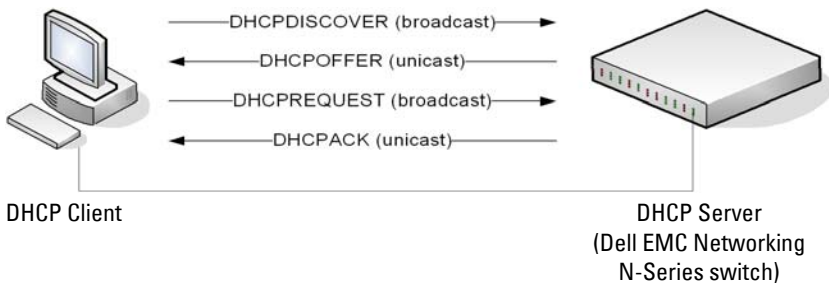 DHCPDISCOVER (broadcast)
DHCPOFFER (unicast)
DHCPREQUEST (broadcast)
DHCPACK (unicast)
DHCP Client
DHCP Server
(Dell EMC Networking
N-Series switch)